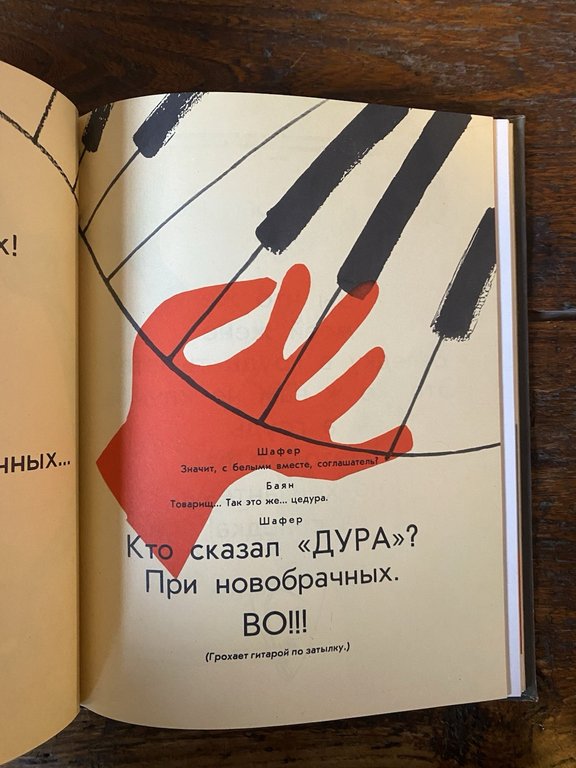 х!
нных...
Шафер
Значит, с белыми вместе, соглашатель?
Баян
Товарищ... Так это же... цедура.
Шафер
Кто сказал «ДУРА»?
При новобрачных.
ВО!!!
(Грохает гитарой по затылку.)